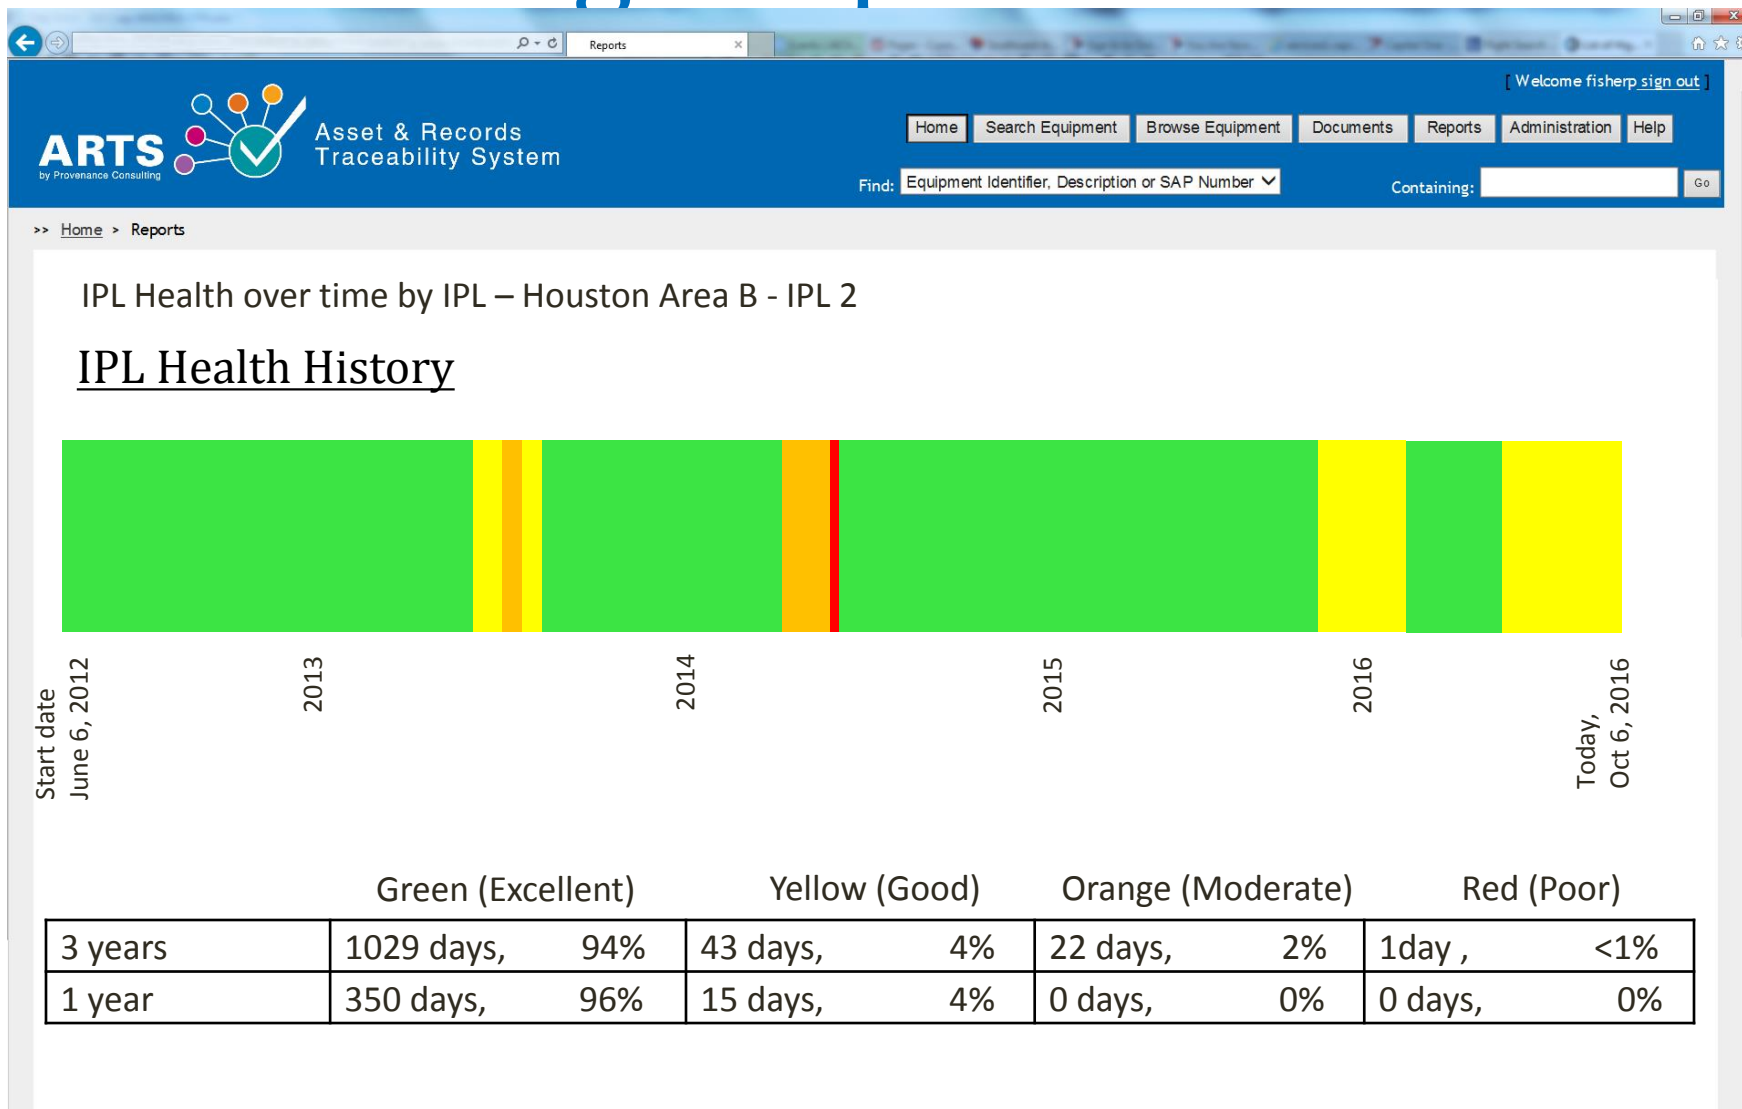 Reports
[ Welcome fisherp sign out ]
ARTS
by Provenance Consulting
Asset & Records
Traceability System
Home Search Equipment Browse Equipment Documents Reports Administration Help
Find: Equipment Identifier, Description or SAP Number Containing: Go
>> Home > Reports
IPL Health over time by IPL – Houston Area B - IPL 2
IPL Health History
Start date
June 6, 2012
2013
2014
2015
2016
Today,
Oct 6, 2016
Green (Excellent) Yellow (Good) Orange (Moderate) Red (Poor)
3 years 1029 days, 94% 43 days, 4% 22 days, 2% 1day , <1%
1 year 350 days, 96% 15 days, 4% 0 days, 0% 0 days, 0%